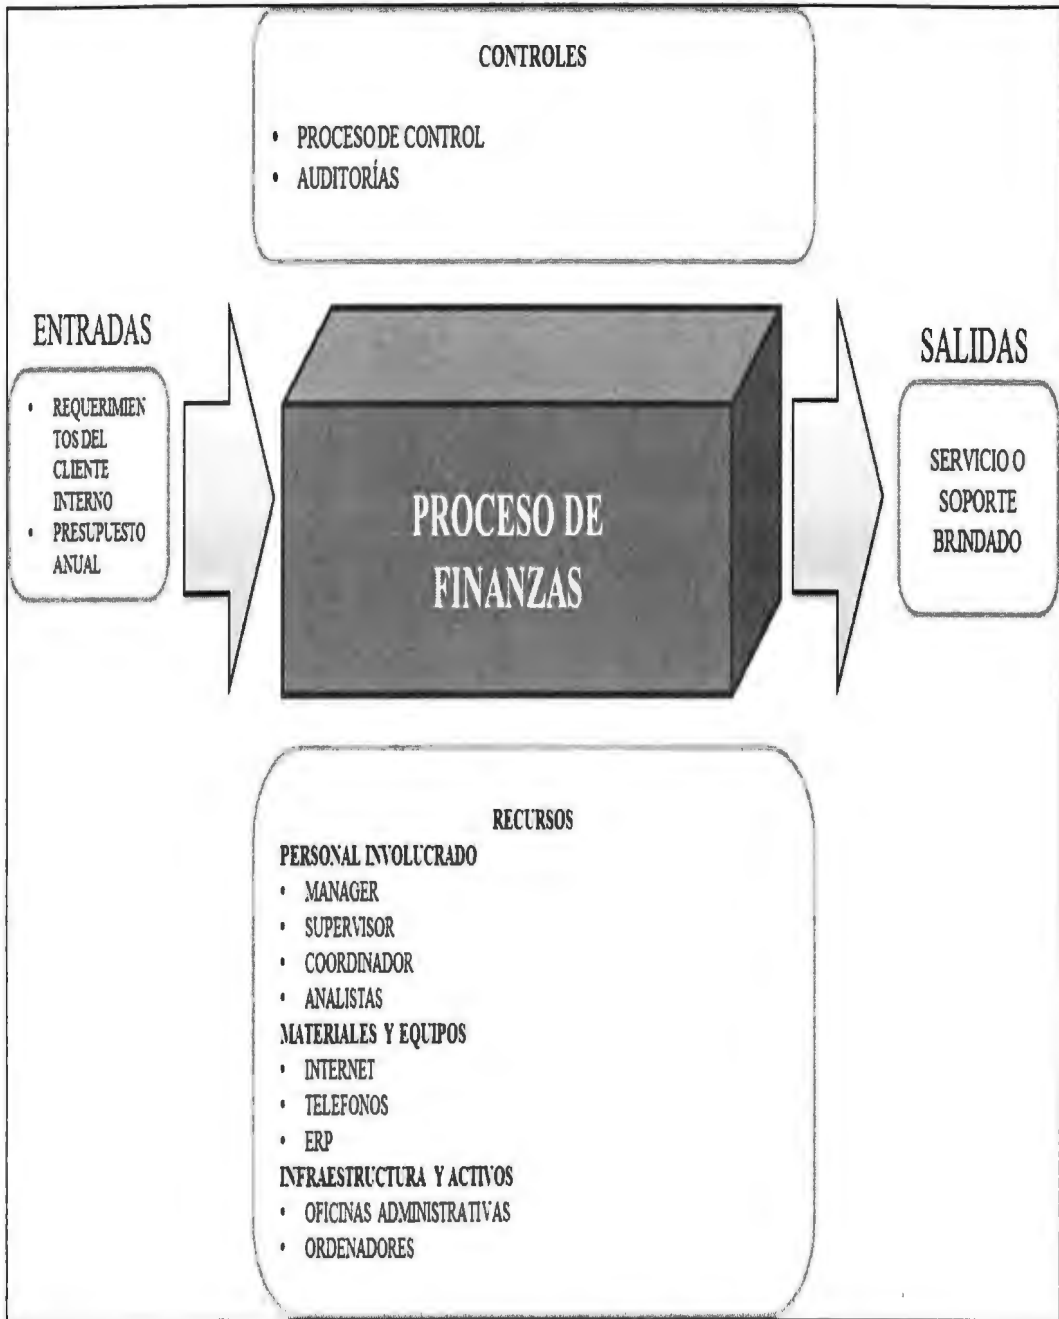 CONTROLES
• PROCESO DE CONTROL
• AUDITORÍAS
ENTRADAS
• REQUERIMIEN
TOS DEL
CLIENTE
INTERNO
• PRESUPUESTO
ANUAL
PROCESO DE
FINANZAS
SALIDAS
SERVICIO O
SOPORTE
BRINDADO
RECURSOS
PERSONAL INVOLUCRADO
• MANAGER
• SUPERVISOR
• COORDINADOR
• ANALISTAS
MATERIALES Y EQUIPOS
• INTERNET
• TELEFONOS
• ERP
INFRAESTRUCTURA Y ACTIVOS
• OFICINAS ADMINISTRATIVAS
• ORDENADORES